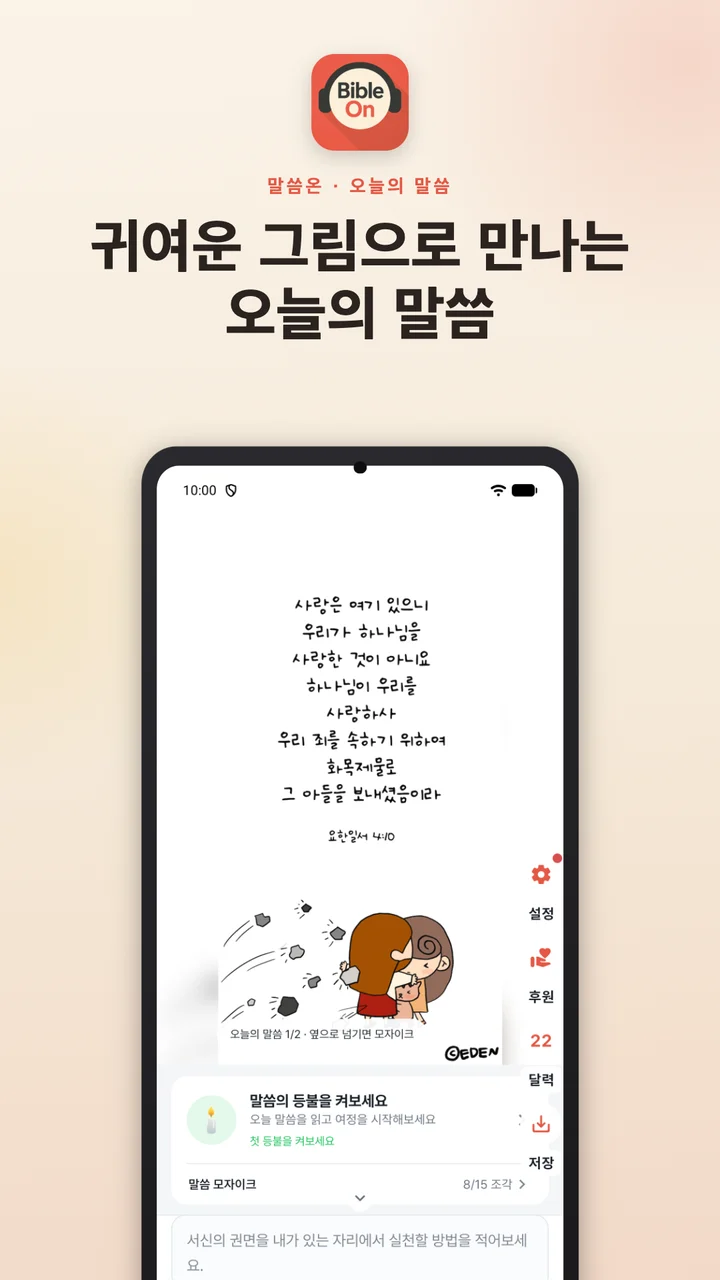 Bible
On
말씀온 · 오늘의 말씀
귀여운 그림으로 만나는
오늘의 말씀
10:00
사랑은 여기 있으니
우리가 하나님을
사랑한 것이 아니요
하나님이 우리를
사랑하사
우리 죄를 속하기 위하여
화목제물로
그 아들을 보내셨음이라
요한일서 4:10
설정
후원
22
달력
저장
오늘의 말씀 1/2 · 옆으로 넘기면 모자이크
©EDEN
말씀의 등불을 켜보세요
오늘 말씀을 읽고 여정을 시작해보세요
첫 등불을 켜보세요
말씀 모자이크
8/15 조각
서신의 권면을 내가 있는 자리에서 실천할 방법을 적어보세
요.